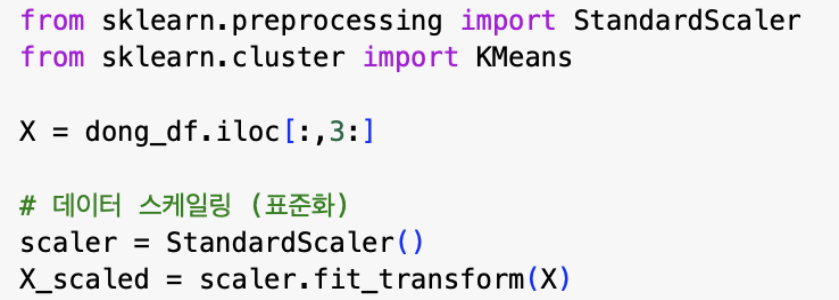 from sklearn.preprocessing import StandardScaler
from sklearn.cluster import KMeans
X = dong_df.iloc[:,3:]
# 데이터 스케일링 (표준화)
scaler = StandardScaler()
X_scaled = scaler.fit_transform(X)